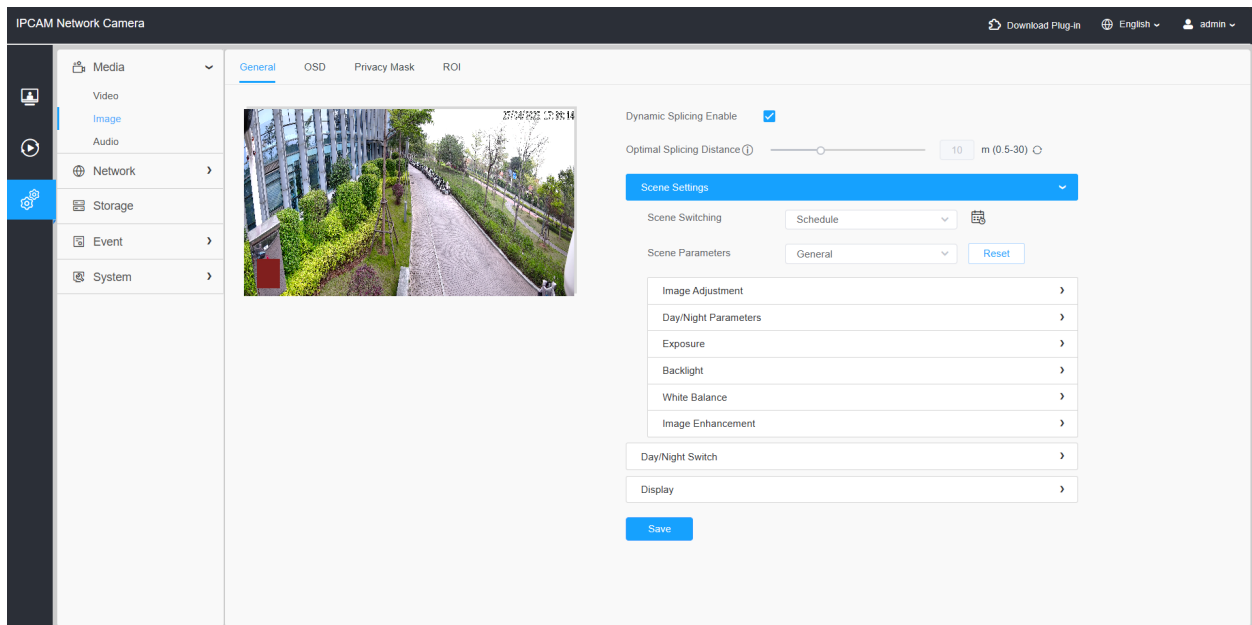 IPCAM Network Camera
Download Plug-in
English
admin
Media
Video
Image
Audio
Network
Storage
Event
System
General OSD Privacy Mask ROI
Dynamic Splicing Enable
Optimal Splicing Distance 10 m (0.5-30)
Scene Settings
Scene Switching Schedule
Scene Parameters General Reset
Image Adjustment
Day/Night Parameters
Exposure
Backlight
White Balance
Image Enhancement
Day/Night Switch
Display
Save